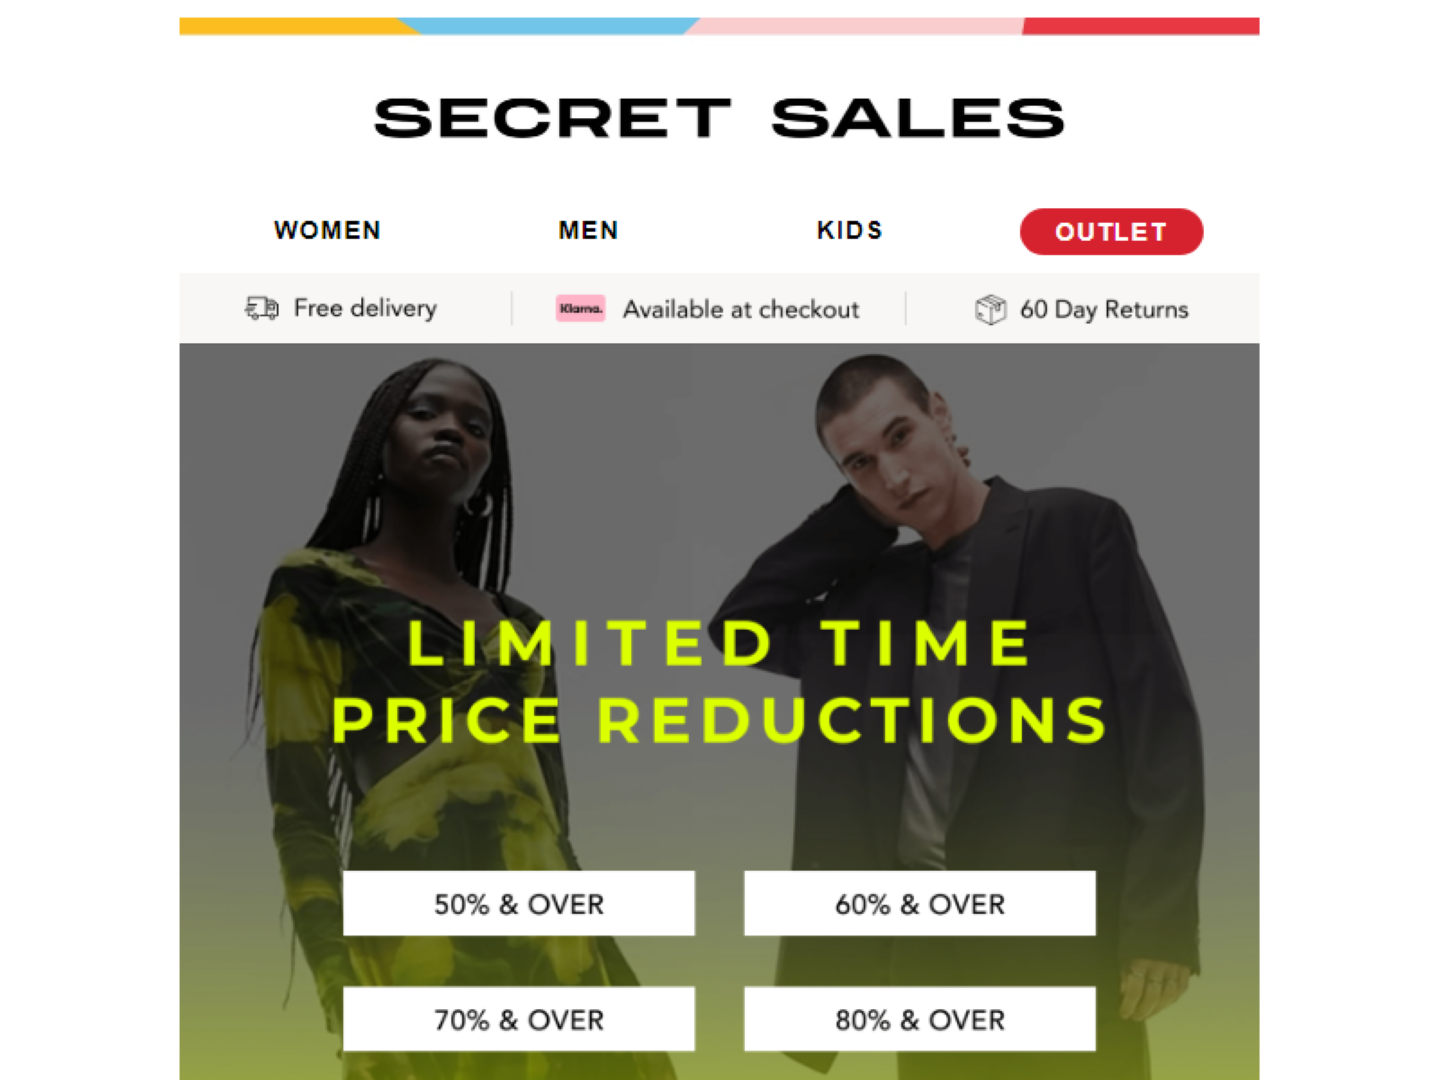 SECRET SALES
WOMEN MEN KIDS OUTLET
Free delivery Klarna. Available at checkout 60 Day Returns
LIMITED TIME
PRICE REDUCTIONS
50% & OVER 60% & OVER
70% & OVER 80% & OVER